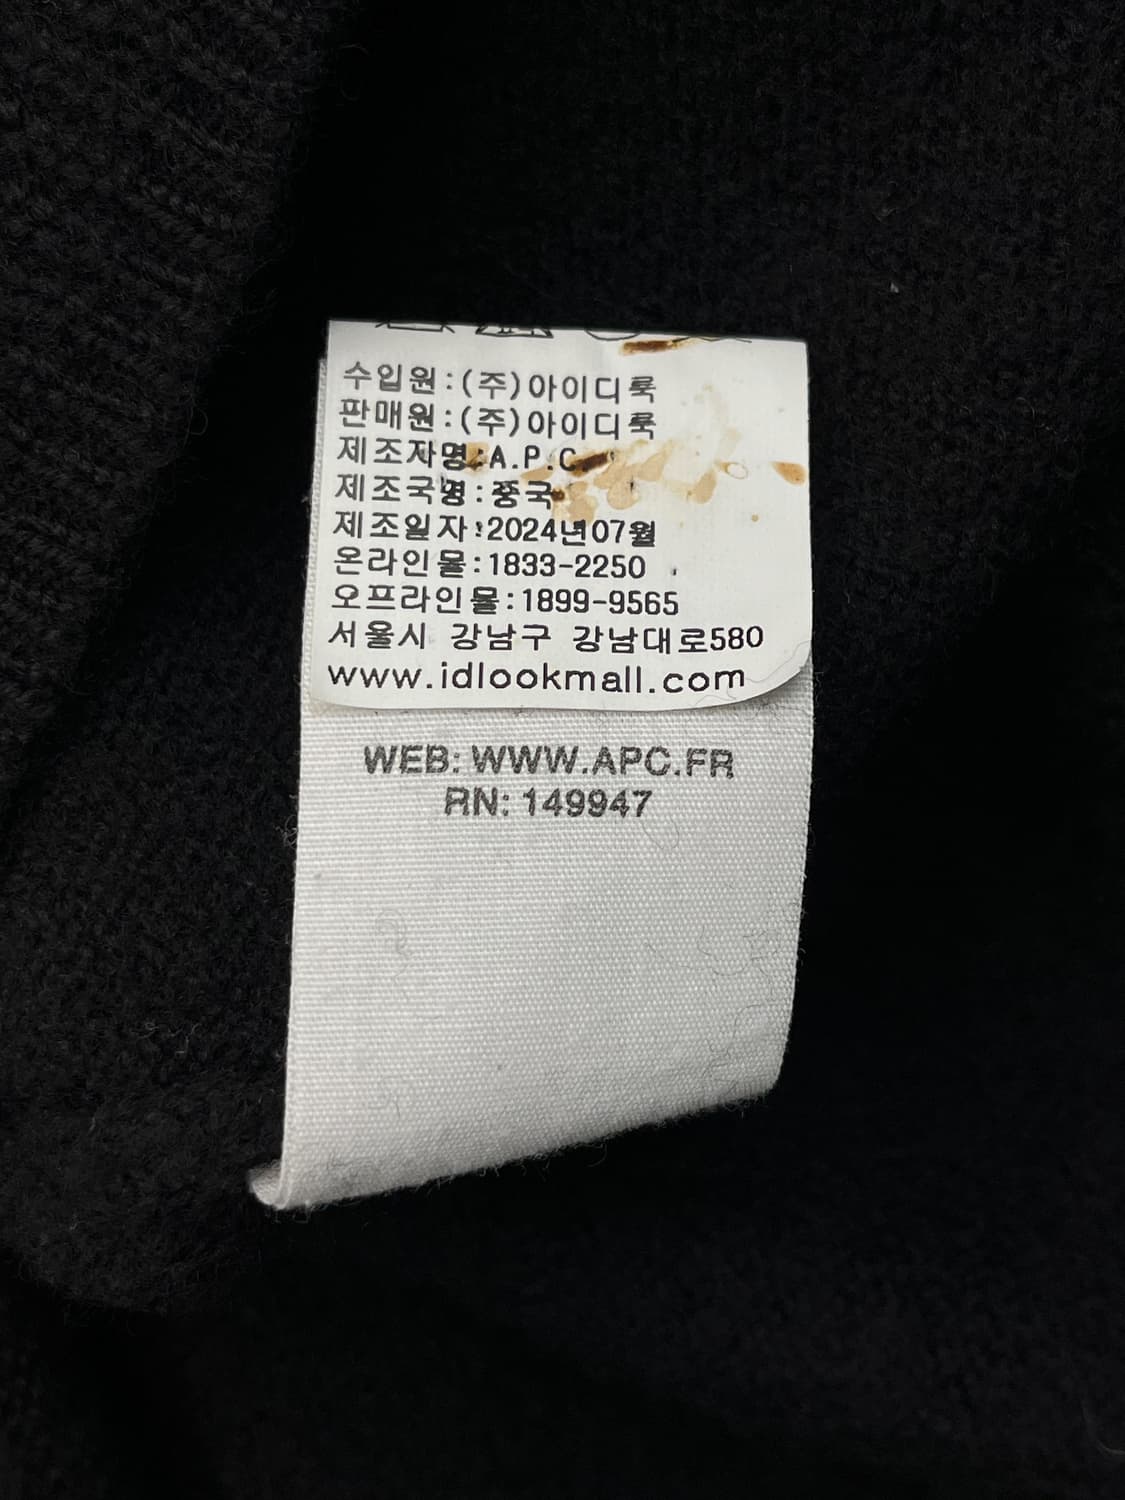 수입원:(주)아이디룩
판매원:(주)아이디룩
제조자명:A.P.C.
제조국명:중국
제조일자:2024년07월
온라인몰:1833-2250
오프라인몰:1899-9565
서울시 강남구 강남대로580
www.idlookmall.com
WEB: WWW.APC.FR
RN: 149947